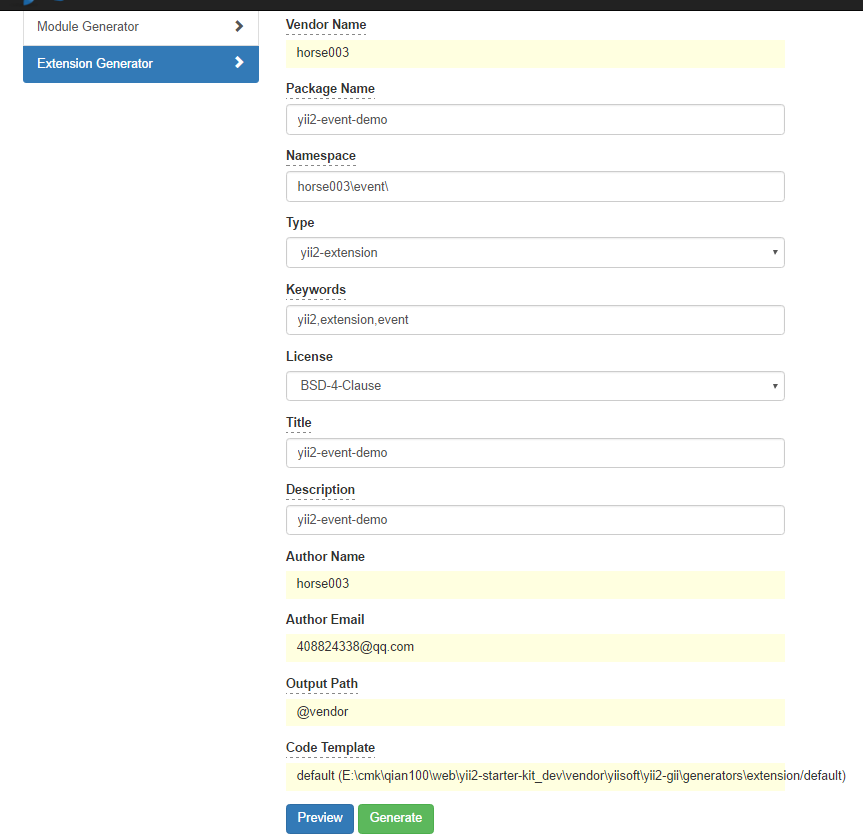 Module Generator
Extension Generator
Vendor Name
horse003
Package Name
yii2-event-demo
Namespace
horse003\event\
Type
yii2-extension
Keywords
yii2,extension,event
License
BSD-4-Clause
Title
yii2-event-demo
Description
yii2-event-demo
Author Name
horse003
Author Email
408824338@qq.com
Output Path
@vendor
Code Template
default (E:\cmk\qian100\web\yii2-starter-kit_dev\vendor\yiisoft\yii2-gii\generators\extension/default)
Preview Generate